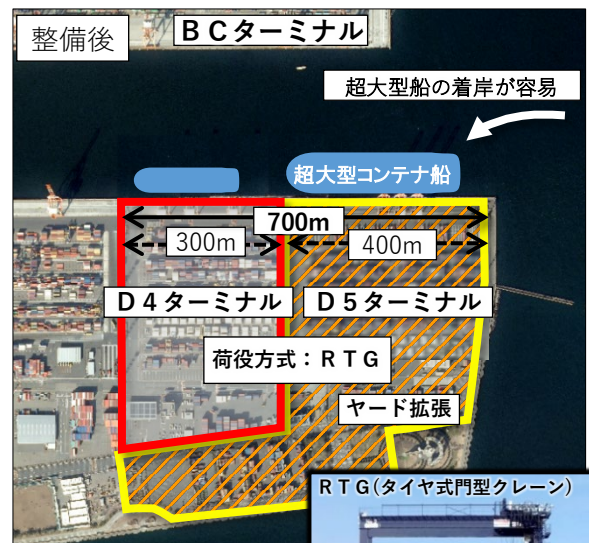 整備後
ＢＣターミナル
超大型船の着岸が容易
超大型コンテナ船
700m
300m
400m
Ｄ４ターミナル
Ｄ５ターミナル
荷役方式：ＲＴＧ
ヤード拡張
ＲＴＧ(タイヤ式門型クレーン)